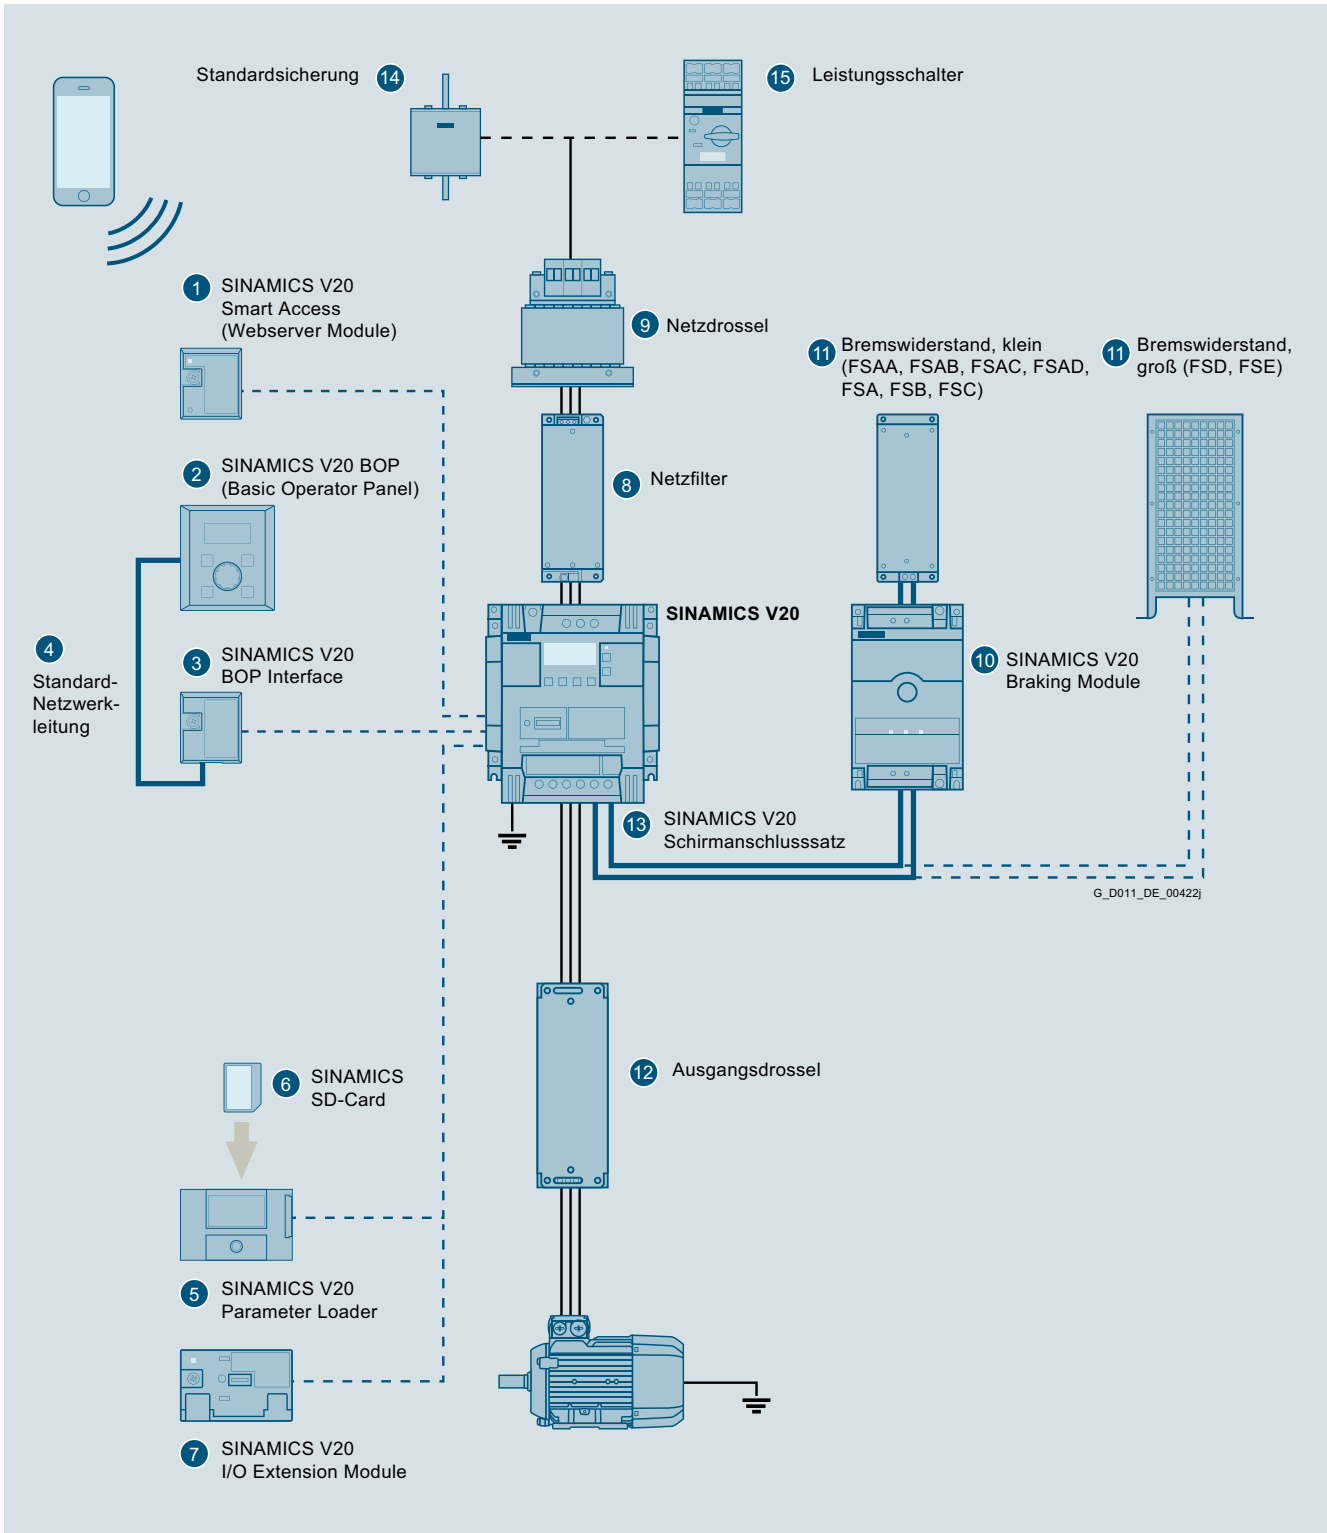 Standardsicherung 14
15 Leistungsschalter
1 SINAMICS V20
Smart Access
(Webserver Module)
9 Netzdrossel
11 Bremswiderstand, klein
(FSAA, FSAB, FSAC, FSAD,
FSA, FSB, FSC)
11 Bremswiderstand,
groß (FSD, FSE)
2 SINAMICS V20 BOP
(Basic Operator Panel)
8 Netzfilter
SINAMICS V20
4
Standard-
Netzwerk-
leitung
3 SINAMICS V20
BOP Interface
10 SINAMICS V20
Braking Module
13 SINAMICS V20
Schirmanschlusssatz
G_D011_DE_00422j
12 Ausgangsdrossel
6 SINAMICS
SD-Card
5 SINAMICS V20
Parameter Loader
7 SINAMICS V20
I/O Extension Module